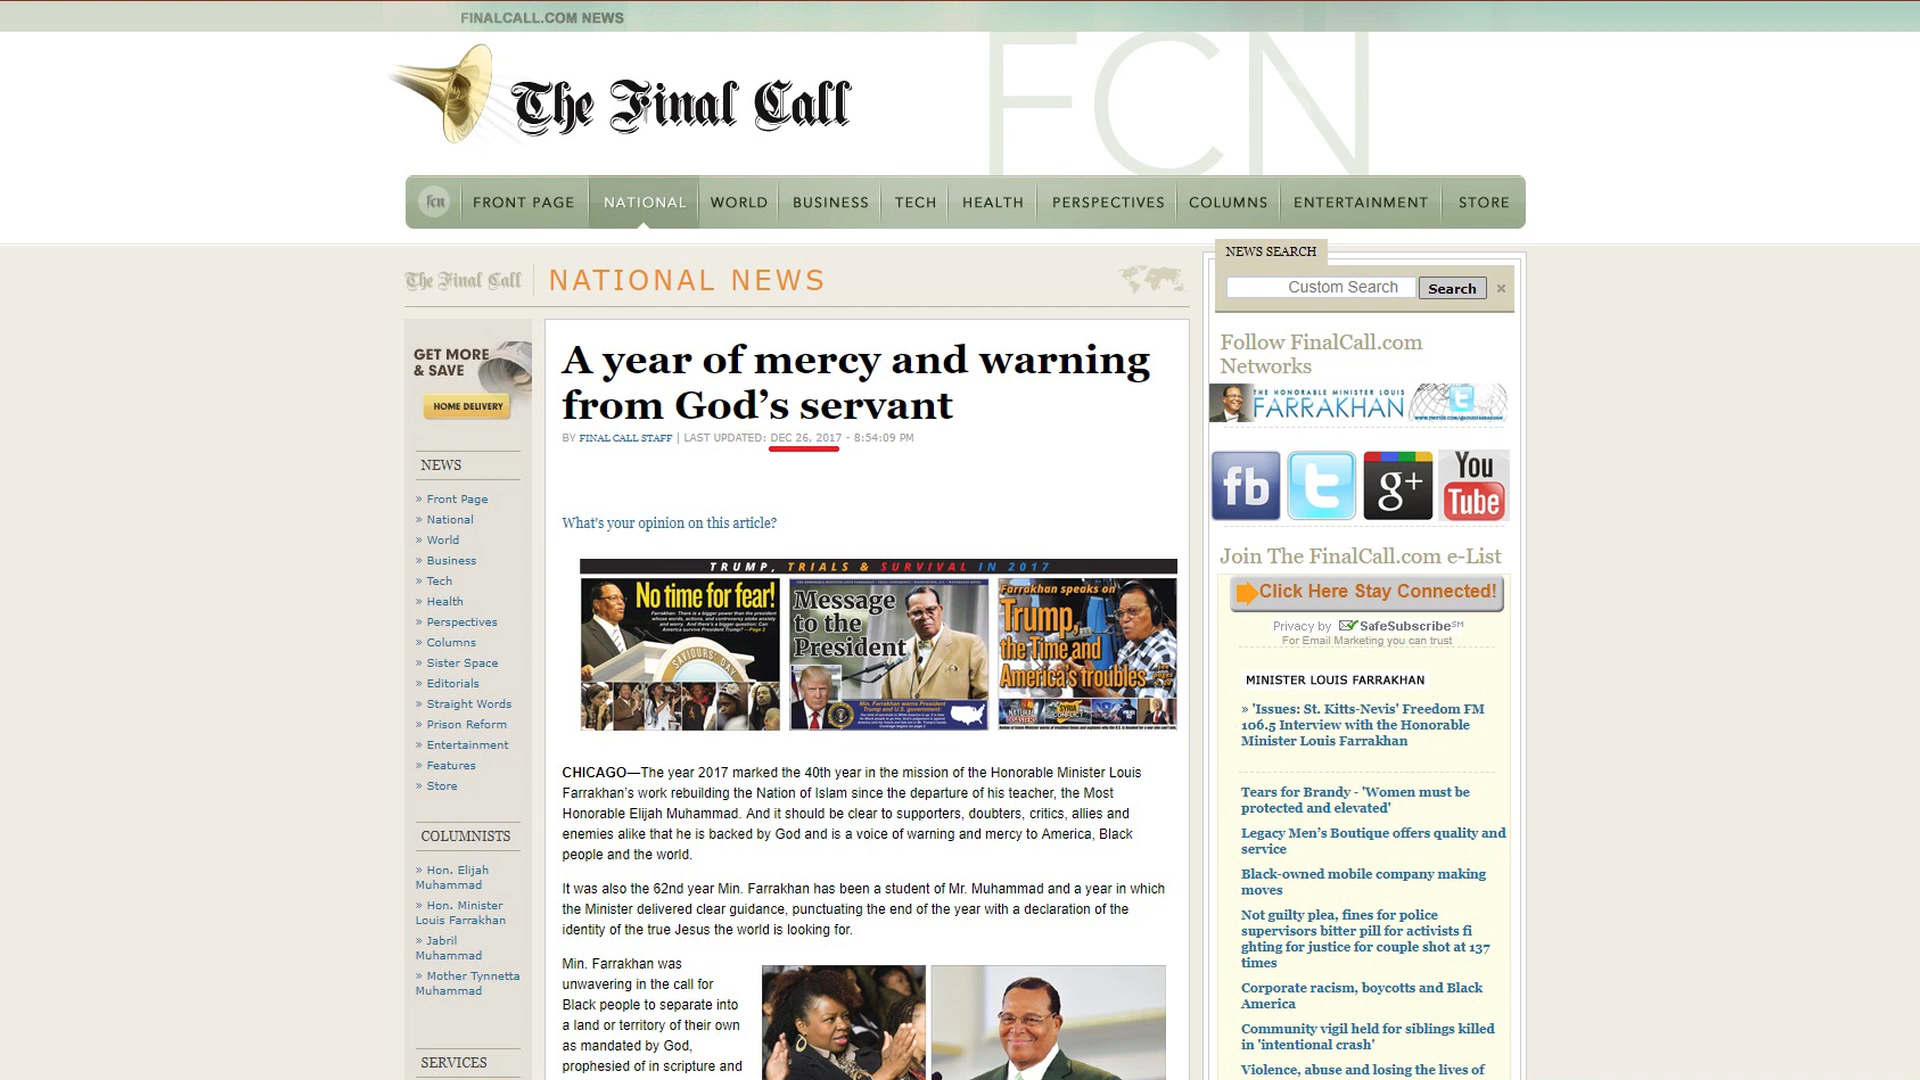 FINALCALL.COM NEWS
FCN
The Final Call
fcn
FRONT PAGE
NATIONAL
WORLD
BUSINESS
TECH
HEALTH
PERSPECTIVES
COLUMNS
ENTERTAINMENT
STORE
The Final Call
NATIONAL NEWS
GET MORE
& SAVE
HOME DELIVERY
NEWS
» Front Page
» National
» World
» Business
» Tech
» Health
» Perspectives
» Columns
» Sister Space
» Editorials
» Straight Words
» Prison Reform
» Entertainment
» Features
» Store
COLUMNISTS
» Hon. Elijah
Muhammad
» Hon. Minister
Louis Farrakhan
» Jabril
Muhammad
» Mother Tynnetta
Muhammad
SERVICES
A year of mercy and warning
from God’s servant
BY FINAL CALL STAFF | LAST UPDATED: DEC 26, 2017 - 8:54:09 PM
What's your opinion on this article?
TRUMP, TRIALS & SURVIVAL IN 2017
No time for fear!
Farrakhan: There is a bigger power than the president
whose words, actions, and controversy stoke anxiety
and worry. And there's a bigger question: Can
America survive President Trump? —Page 3
SAVIOURS' DAY
Message
to the
President
Min. Farrakhan warns President
Trump and U.S. government:
Farrakhan speaks on
Trump,
the Time and
America's troubles
NATURAL
SYRIA
CONFLICT
CHICAGO—The year 2017 marked the 40th year in the mission of the Honorable Minister Louis
Farrakhan’s work rebuilding the Nation of Islam since the departure of his teacher, the Most
Honorable Elijah Muhammad. And it should be clear to supporters, doubters, critics, allies and
enemies alike that he is backed by God and is a voice of warning and mercy to America, Black
people and the world.
It was also the 62nd year Min. Farrakhan has been a student of Mr. Muhammad and a year in which
the Minister delivered clear guidance, punctuating the end of the year with a declaration of the
identity of the true Jesus the world is looking for.
Min. Farrakhan was
unwavering in the call for
Black people to separate into
a land or territory of their own
as mandated by God,
prophesied of in scripture and
NEWS SEARCH
Custom Search
Search
×
Follow FinalCall.com
Networks
THE HONORABLE MINISTER LOUIS
FARRAKHAN
WWW.TWITTER.COM/@LOUISFARRAKHAN
fb
t
g+
You
Tube
Join The FinalCall.com e-List
Click Here Stay Connected!
Privacy by SafeSubscribeSM
For Email Marketing you can trust
MINISTER LOUIS FARRAKHAN
» 'Issues: St. Kitts-Nevis' Freedom FM
106.5 Interview with the Honorable
Minister Louis Farrakhan
Tears for Brandy - 'Women must be
protected and elevated'
Legacy Men’s Boutique offers quality and
service
Black-owned mobile company making
moves
Not guilty plea, fines for police
supervisors bitter pill for activists fi
ghting for justice for couple shot at 137
times
Corporate racism, boycotts and Black
America
Community vigil held for siblings killed
in 'intentional crash'
Violence, abuse and losing the lives of